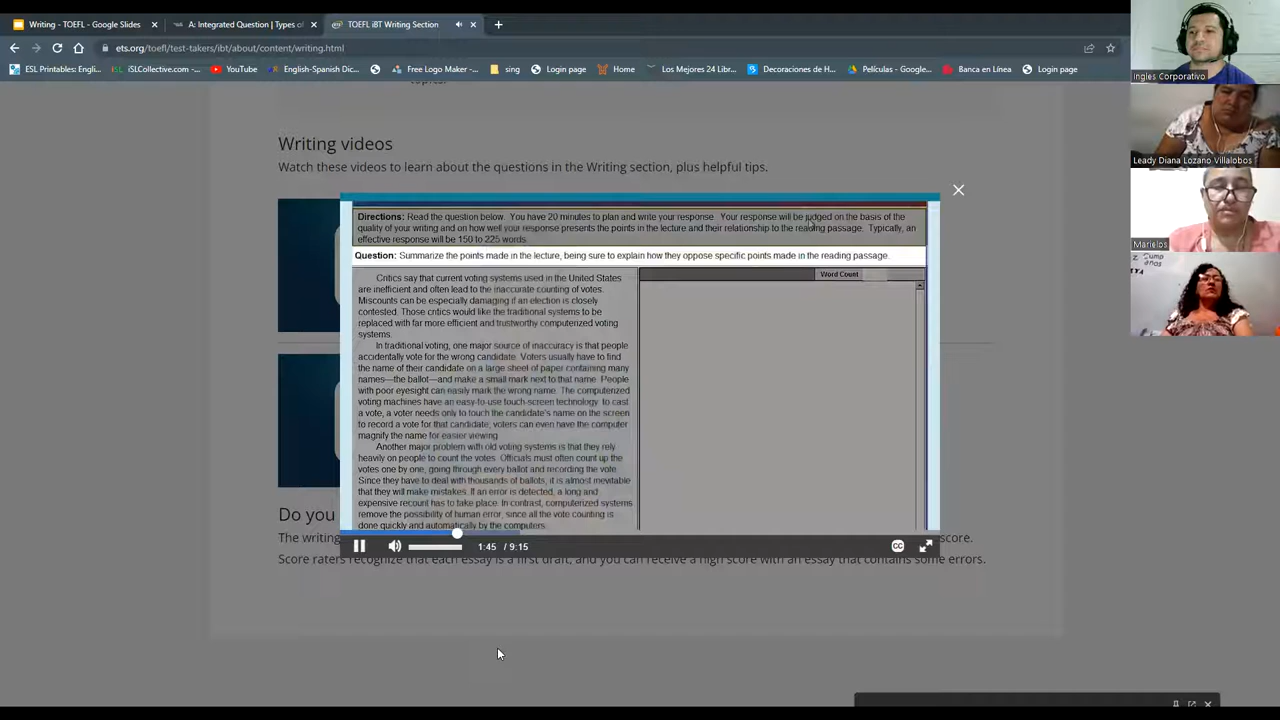 Writing - TOEFL - Google Slides
A: Integrated Question | Types of
TOEFL iBT Writing Section
ets.org/toefl/test-takers/ibt/about/content/writing.html
ESL Printables: Engli...
iSLCollective.com -...
YouTube
English-Spanish Dic...
Free Logo Maker -...
sing
Login page
Home
Los Mejores 24 Libr...
Decoraciones de H...
Películas - Google...
Banca en Línea
Login page
Ingles Corporativo
Leady Diana Lozano Villalobos
Marielos
Writing videos
Watch these videos to learn about the questions in the Writing section, plus helpful tips.
Directions: Read the question below. You have 20 minutes to plan and write your response. Your response will be judged on the basis of the
quality of your writing and on how well your response presents the points in the lecture and their relationship to the reading passage. Typically, an
effective response will be 150 to 225 words.
Question: Summarize the points made in the lecture, being sure to explain how they oppose specific points made in the reading passage.
Word Count
Critics say that current voting systems used in the United States
are inefficient and often lead to the inaccurate counting of votes.
Miscounts can be especially damaging if an election is closely
contested. Those critics would like the traditional systems to be
replaced with far more efficient and trustworthy computerized voting
systems.
In traditional voting, one major source of inaccuracy is that people
accidentally vote for the wrong candidate. Voters usually have to find
the name of their candidate on a large sheet of paper containing many
names—the ballot—and make a small mark next to that name. People
with poor eyesight can easily mark the wrong name. The computerized
voting machines have an easy-to-use touch-screen technology: to cast
a vote, a voter needs only to touch the candidate's name on the screen
to record a vote for that candidate; voters can even have the computer
magnify the name for easier viewing.
Another major problem with old voting systems is that they rely
heavily on people to count the votes. Officials must often count up the
votes one by one, going through every ballot and recording the vote.
Since they have to deal with thousands of ballots, it is almost inevitable
that they will make mistakes. If an error is detected, a long and
expensive recount has to take place. In contrast, computerized systems
remove the possibility of human error, since all the vote counting is
done quickly and automatically by the computers.
1:45 / 9:15
CC
Do you
The writing
score.
Score raters recognize that each essay is a first draft, and you can receive a high score with an essay that contains some errors.